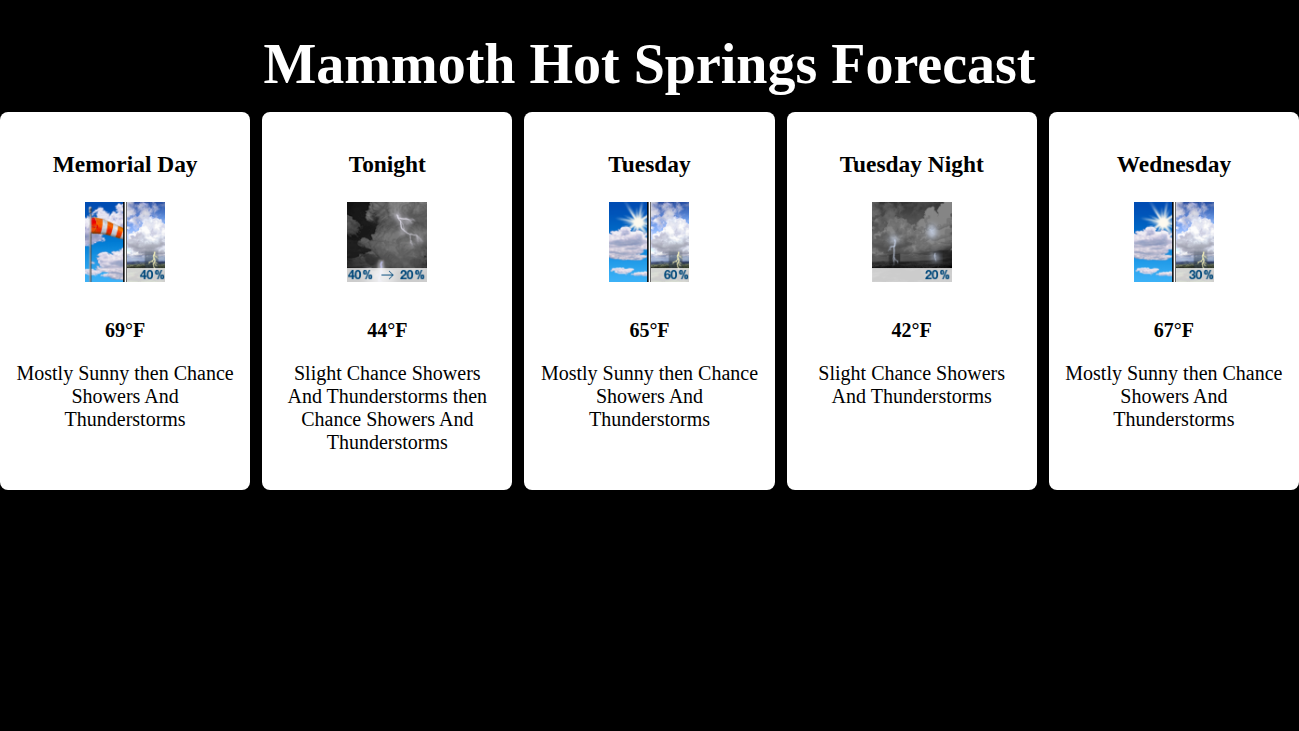 Mammoth Hot Springs Forecast
Memorial Day
40%
69°F
Mostly Sunny then Chance
Showers And
Thunderstorms
Tonight
40% → 20%
44°F
Slight Chance Showers
And Thunderstorms then
Chance Showers And
Thunderstorms
Tuesday
60%
65°F
Mostly Sunny then Chance
Showers And
Thunderstorms
Tuesday Night
20%
42°F
Slight Chance Showers
And Thunderstorms
Wednesday
30%
67°F
Mostly Sunny then Chance
Showers And
Thunderstorms